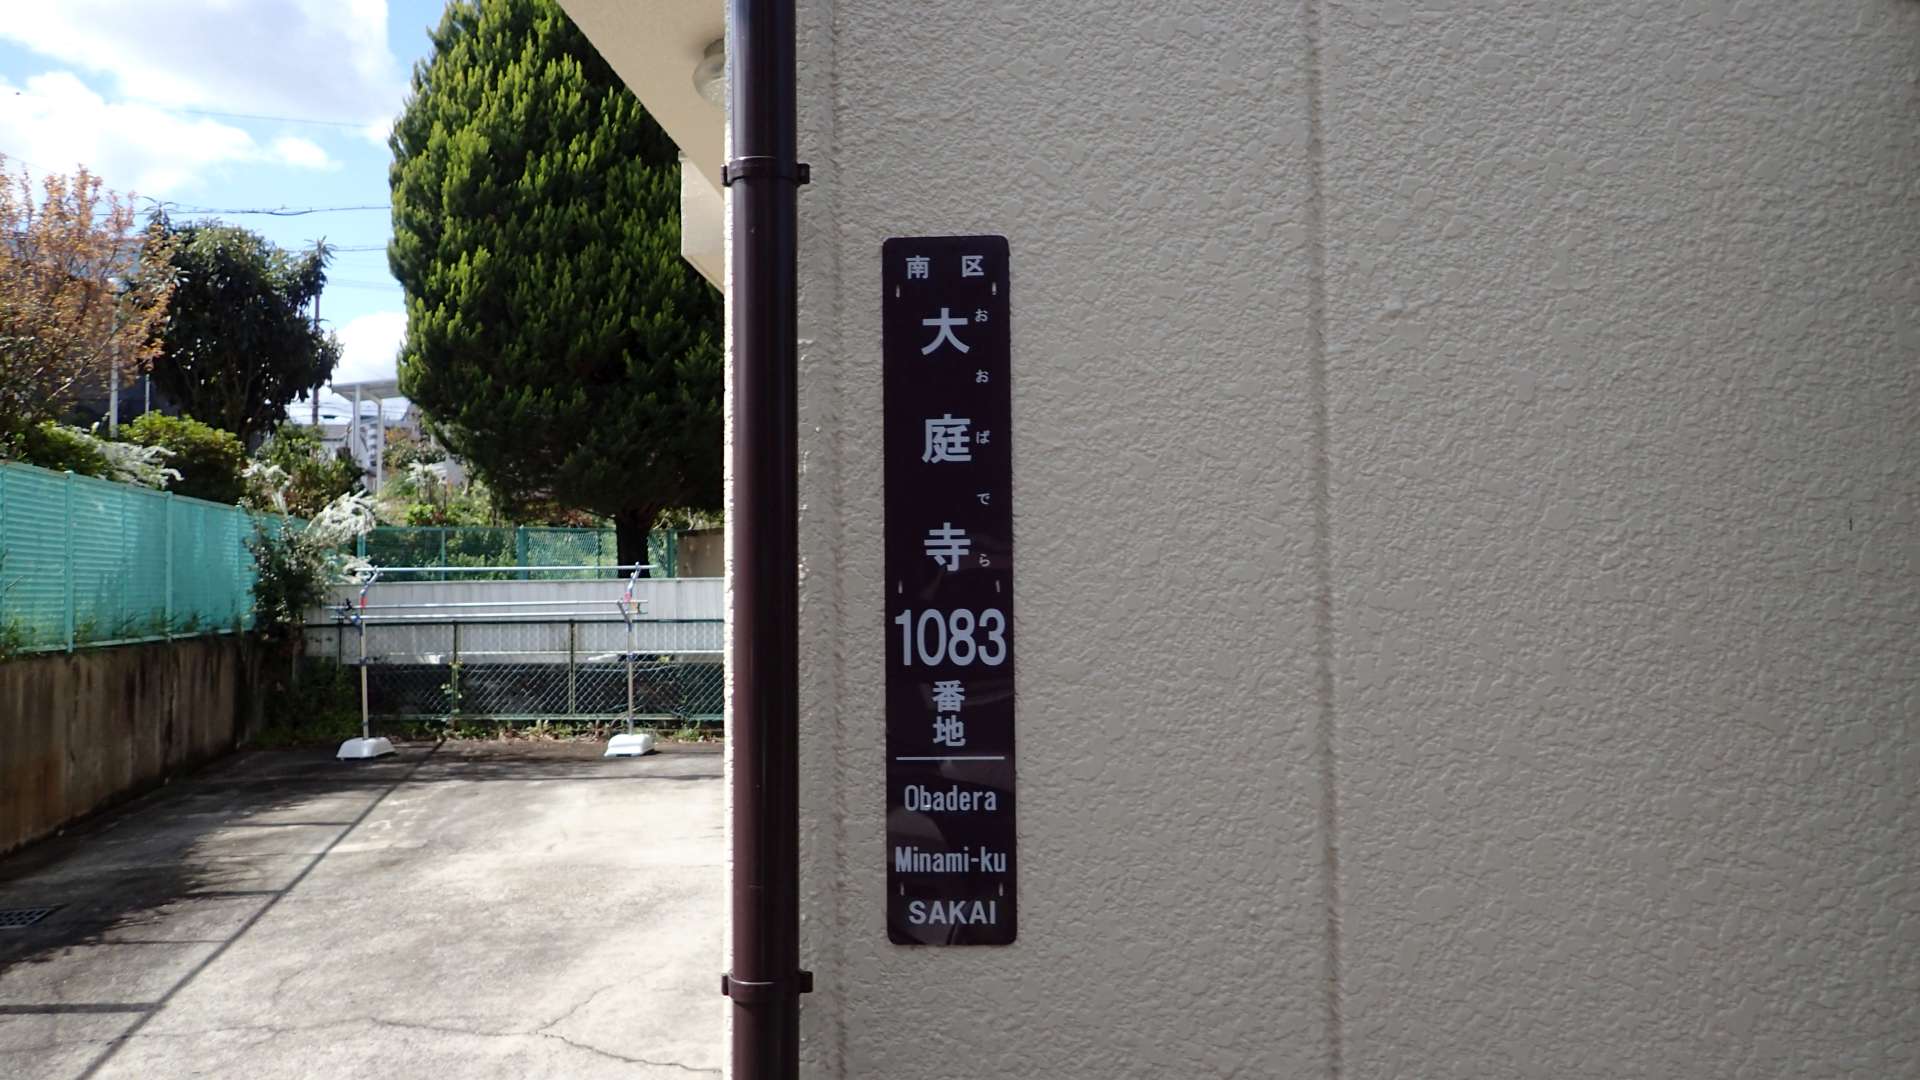 南区
大庭寺
おおばでら
1083
番地
Obadera
Minami-ku
SAKAI